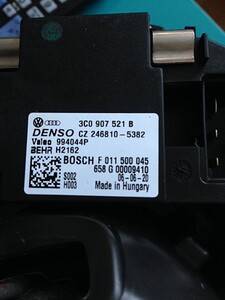 3C0 907 521 B
DENSO CZ 246810-5382
Valeo 994044P
BEHR H2162
BOSCH F 011 500 045
658 G 00009410
S002 06-06-20
H003 Made in Hungary